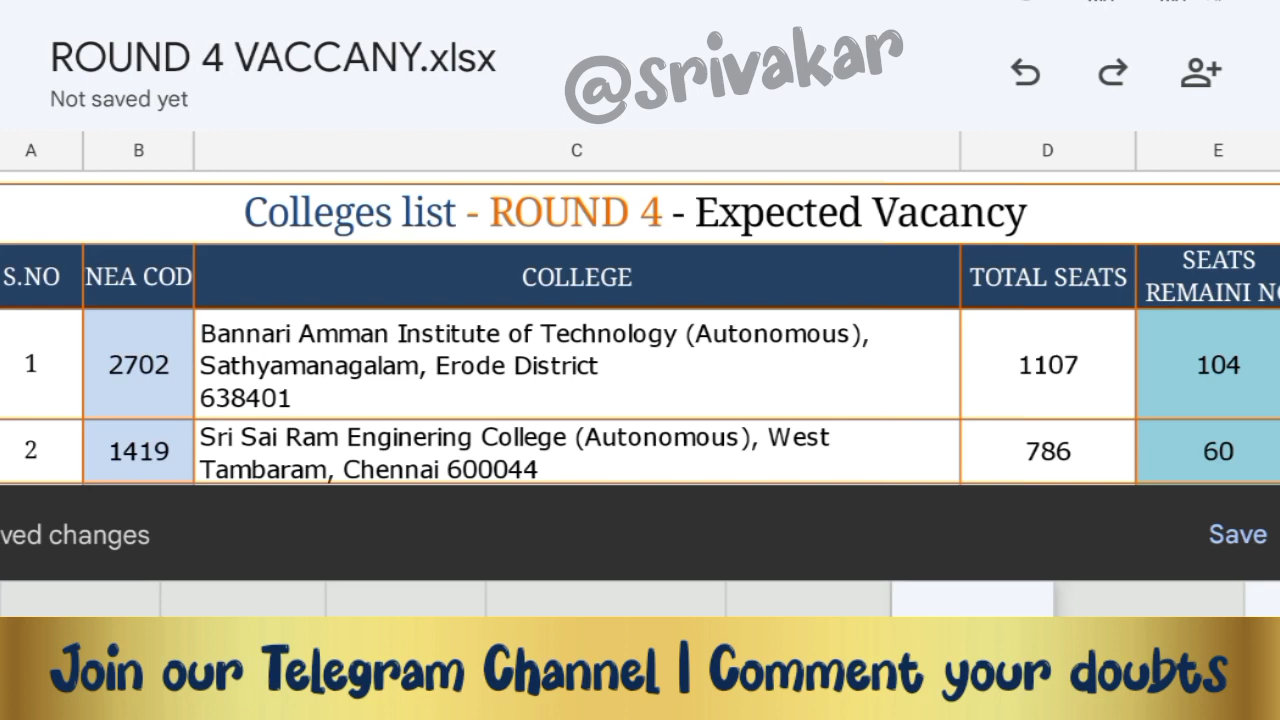 ROUND 4 VACCANY.xlsx
@srivakar
Not saved yet
A B C D E
Colleges list - ROUND 4 - Expected Vacancy
S.NO NEA COD COLLEGE TOTAL SEATS SEATS
REMAINI NG
1 2702 Bannari Amman Institute of Technology (Autonomous),
Sathyamanagalam, Erode District
638401 1107 104
2 1419 Sri Sai Ram Enginering College (Autonomous), West
Tambaram, Chennai 600044 786 60
ved changes Save
Join our Telegram Channel | Comment your doubts